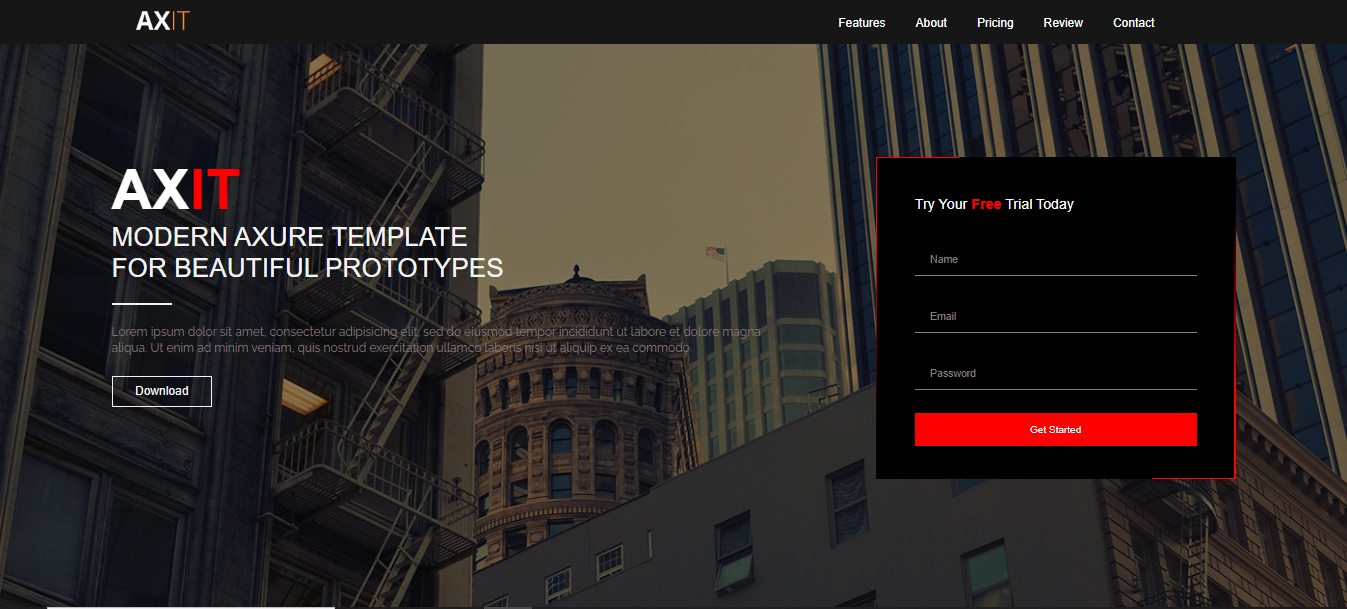 AXIT
Features
About
Pricing
Review
Contact
AXIT
MODERN AXURE TEMPLATE
FOR BEAUTIFUL PROTOTYPES
Lorem ipsum dolor sit amet, consectetur adipisicing elit, sed do eiusmod tempor incididunt ut labore et dolore magna
aliqua. Ut enim ad minim veniam, quis nostrud exercitation ullamco laboris nisi ut aliquip ex ea commodo.
Download
Try Your Free Trial Today
Name
Email
Password
Get Started